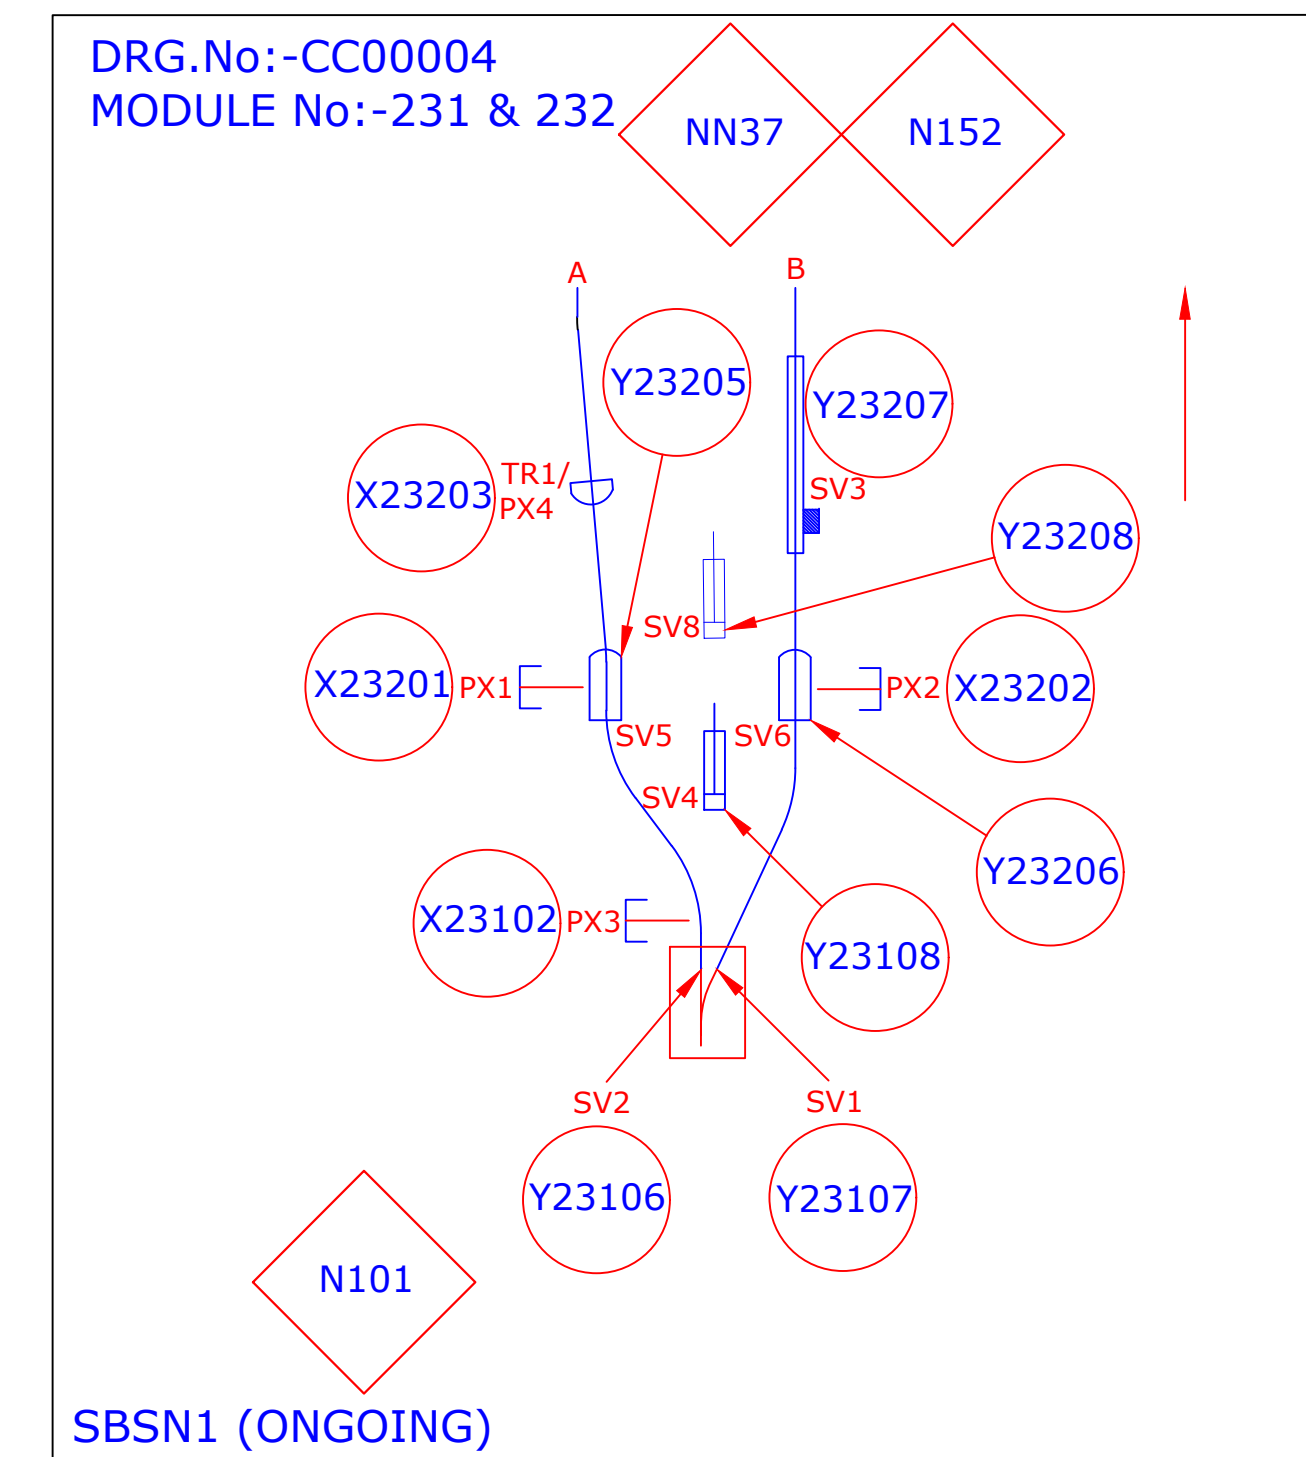 DRG.No:-CC00004
MODULE No:-231 & 232
NN37
N152
A
B
Y23205
Y23207
X23203
TR1/
PX4
SV3
Y23208
SV8
X23201
PX1
PX2
X23202
SV5
SV6
SV4
Y23206
X23102
PX3
Y23108
SV2
SV1
Y23106
Y23107
N101
SBSN1 (ONGOING)